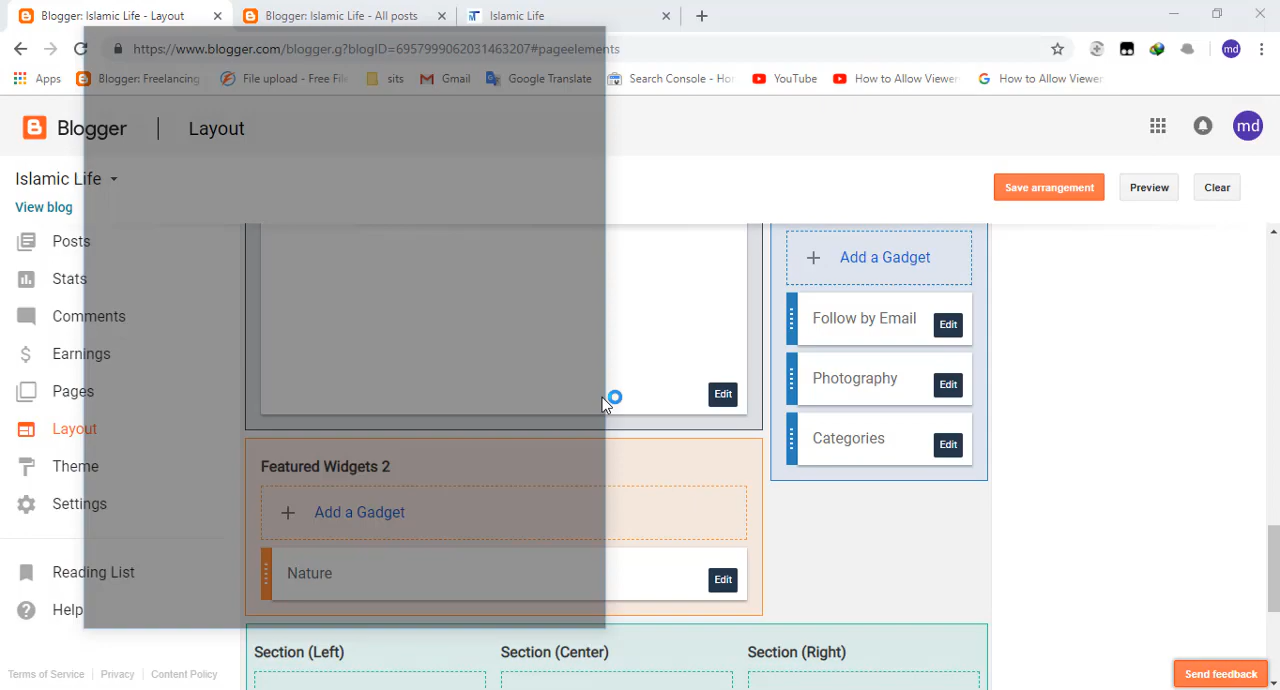 Blogger: Islamic Life - Layout
Blogger: Islamic Life - All posts
Islamic Life
https://www.blogger.com/blogger.g?blogID=6957999062031463207#pageelements
md
Apps
Blogger: Freelancing
File upload - Free Fil
sits
Gmail
Google Translate
Search Console - Ho
YouTube
How to Allow Viewer
How to Allow Viewer
Blogger
Layout
md
Islamic Life
View blog
Save arrangement
Preview
Clear
Posts
Stats
Comments
Earnings
Pages
Layout
Theme
Settings
Reading List
Help
Terms of Service
Privacy
Content Policy
Edit
Featured Widgets 2
Add a Gadget
Nature
Edit
Add a Gadget
Follow by Email
Edit
Photography
Edit
Categories
Edit
Section (Left)
Section (Center)
Section (Right)
Send feedback